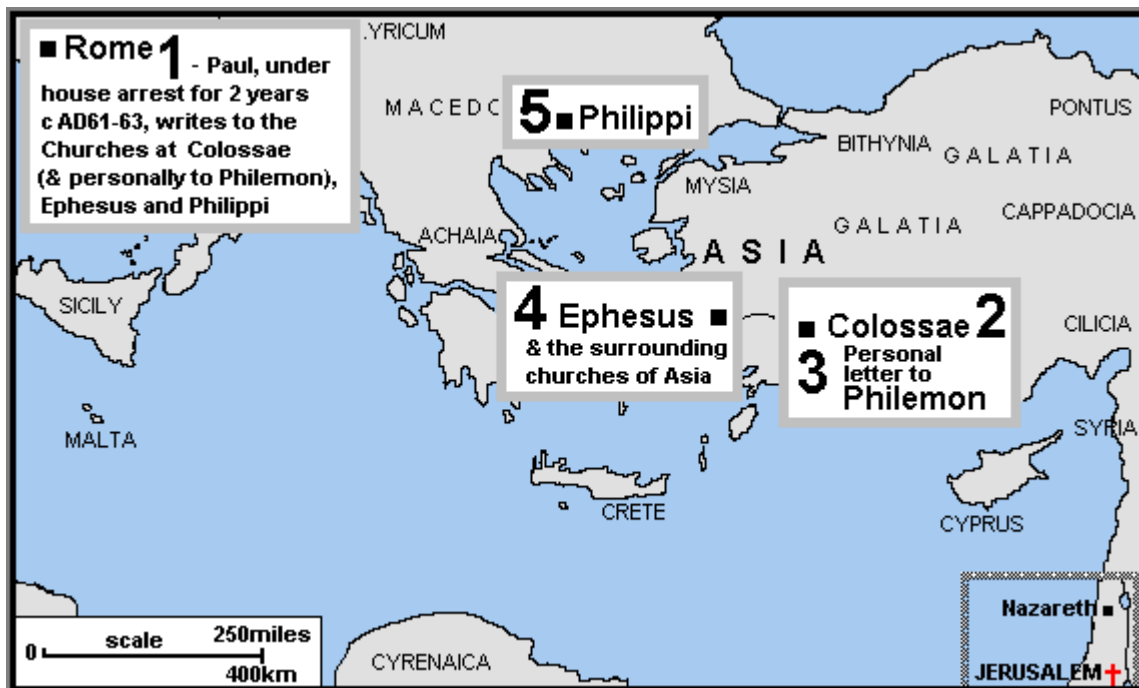 ■ Rome 1 - Paul, under
house arrest for 2 years
c AD61-63, writes to the
Churches at Colossae
(& personally to Philemon),
Ephesus and Philippi
.YRICUM
MACEDO
5 ■ Philippi
PONTUS
BITHYNIA
GALATIA
MYSIA
CAPPADOCIA
GALATIA
ACHAIA
ASIA
SICILY
4 Ephesus ■
& the surrounding
churches of Asia
■ Colossae 2
3 Personal
letter to
Philemon
CILICIA
MALTA
SYRIA
CRETE
CYPRUS
Nazareth ■
JERUSALEM
CYRENAICA
scale
250miles
0
400km